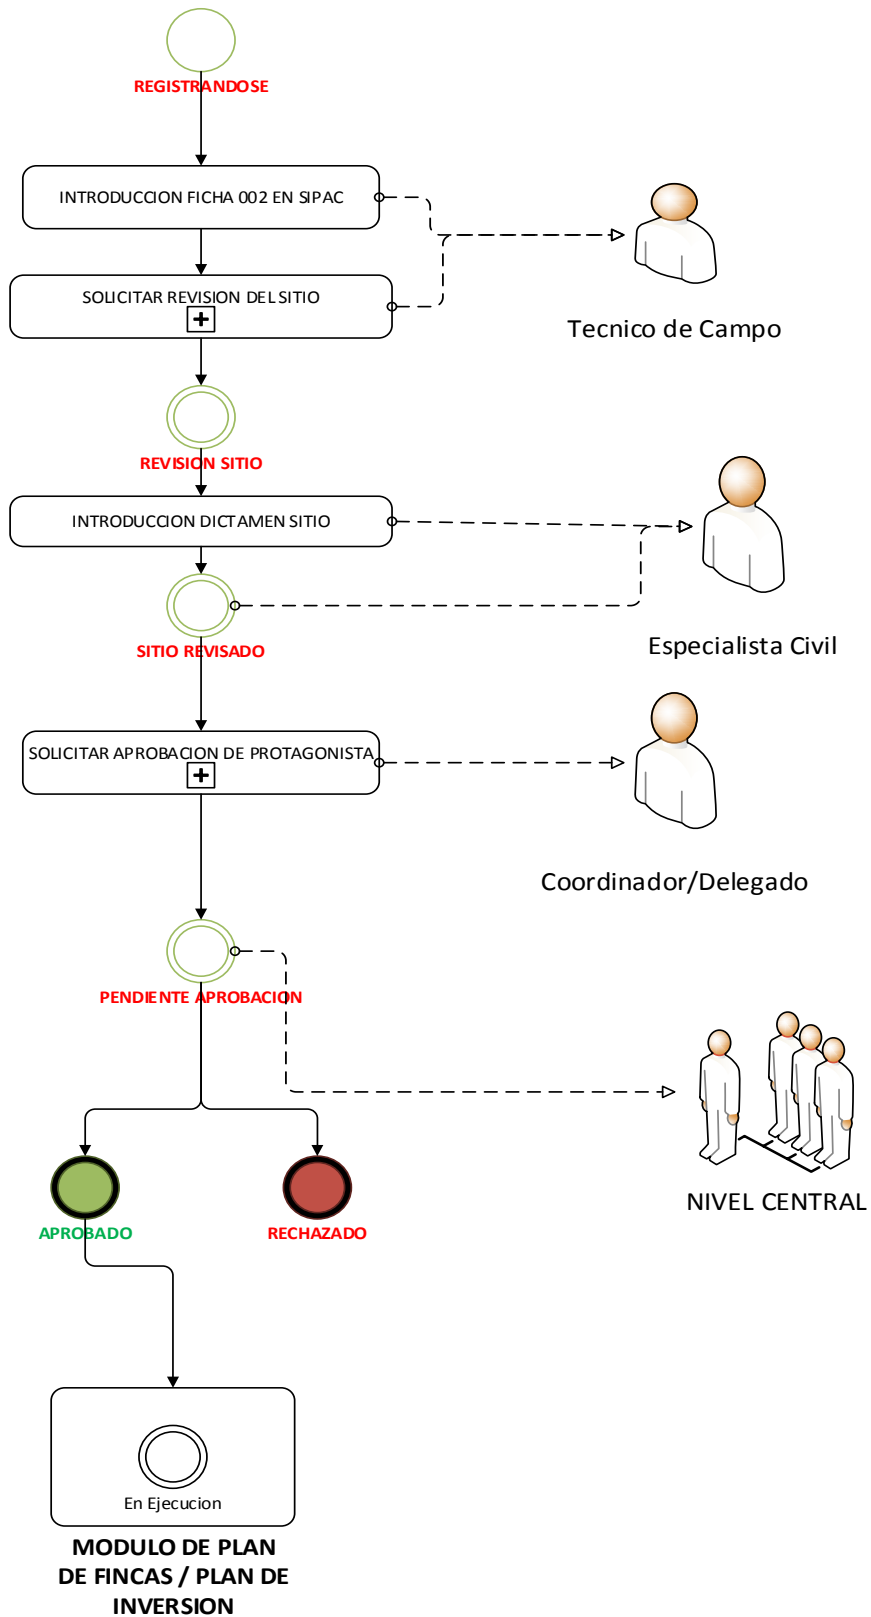 REGISTRANDOSE
INTRODUCCION FICHA 002 EN SIPAC
SOLICITAR REVISION DEL SITIO
Tecnico de Campo
REVISION SITIO
INTRODUCCION DICTAMEN SITIO
SITIO REVISADO
Especialista Civil
SOLICITAR APROBACION DE PROTAGONISTA
Coordinador/Delegado
PENDIENTE APROBACION
NIVEL CENTRAL
APROBADO
RECHAZADO
En Ejecucion
MODULO DE PLAN
DE FINCAS / PLAN DE
INVERSION